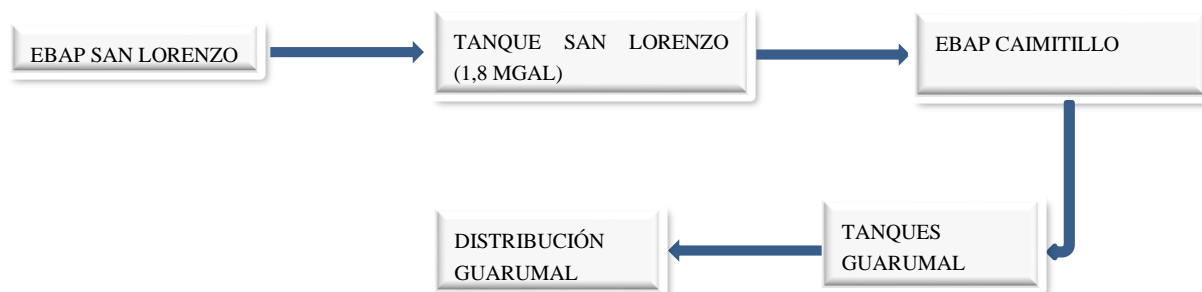 EBAP SAN LORENZO
TANQUE SAN LORENZO
(1,8 MGAL)
EBAP CAIMITILLO
DISTRIBUCIÓN
GUARUMAL
TANQUES
GUARUMAL